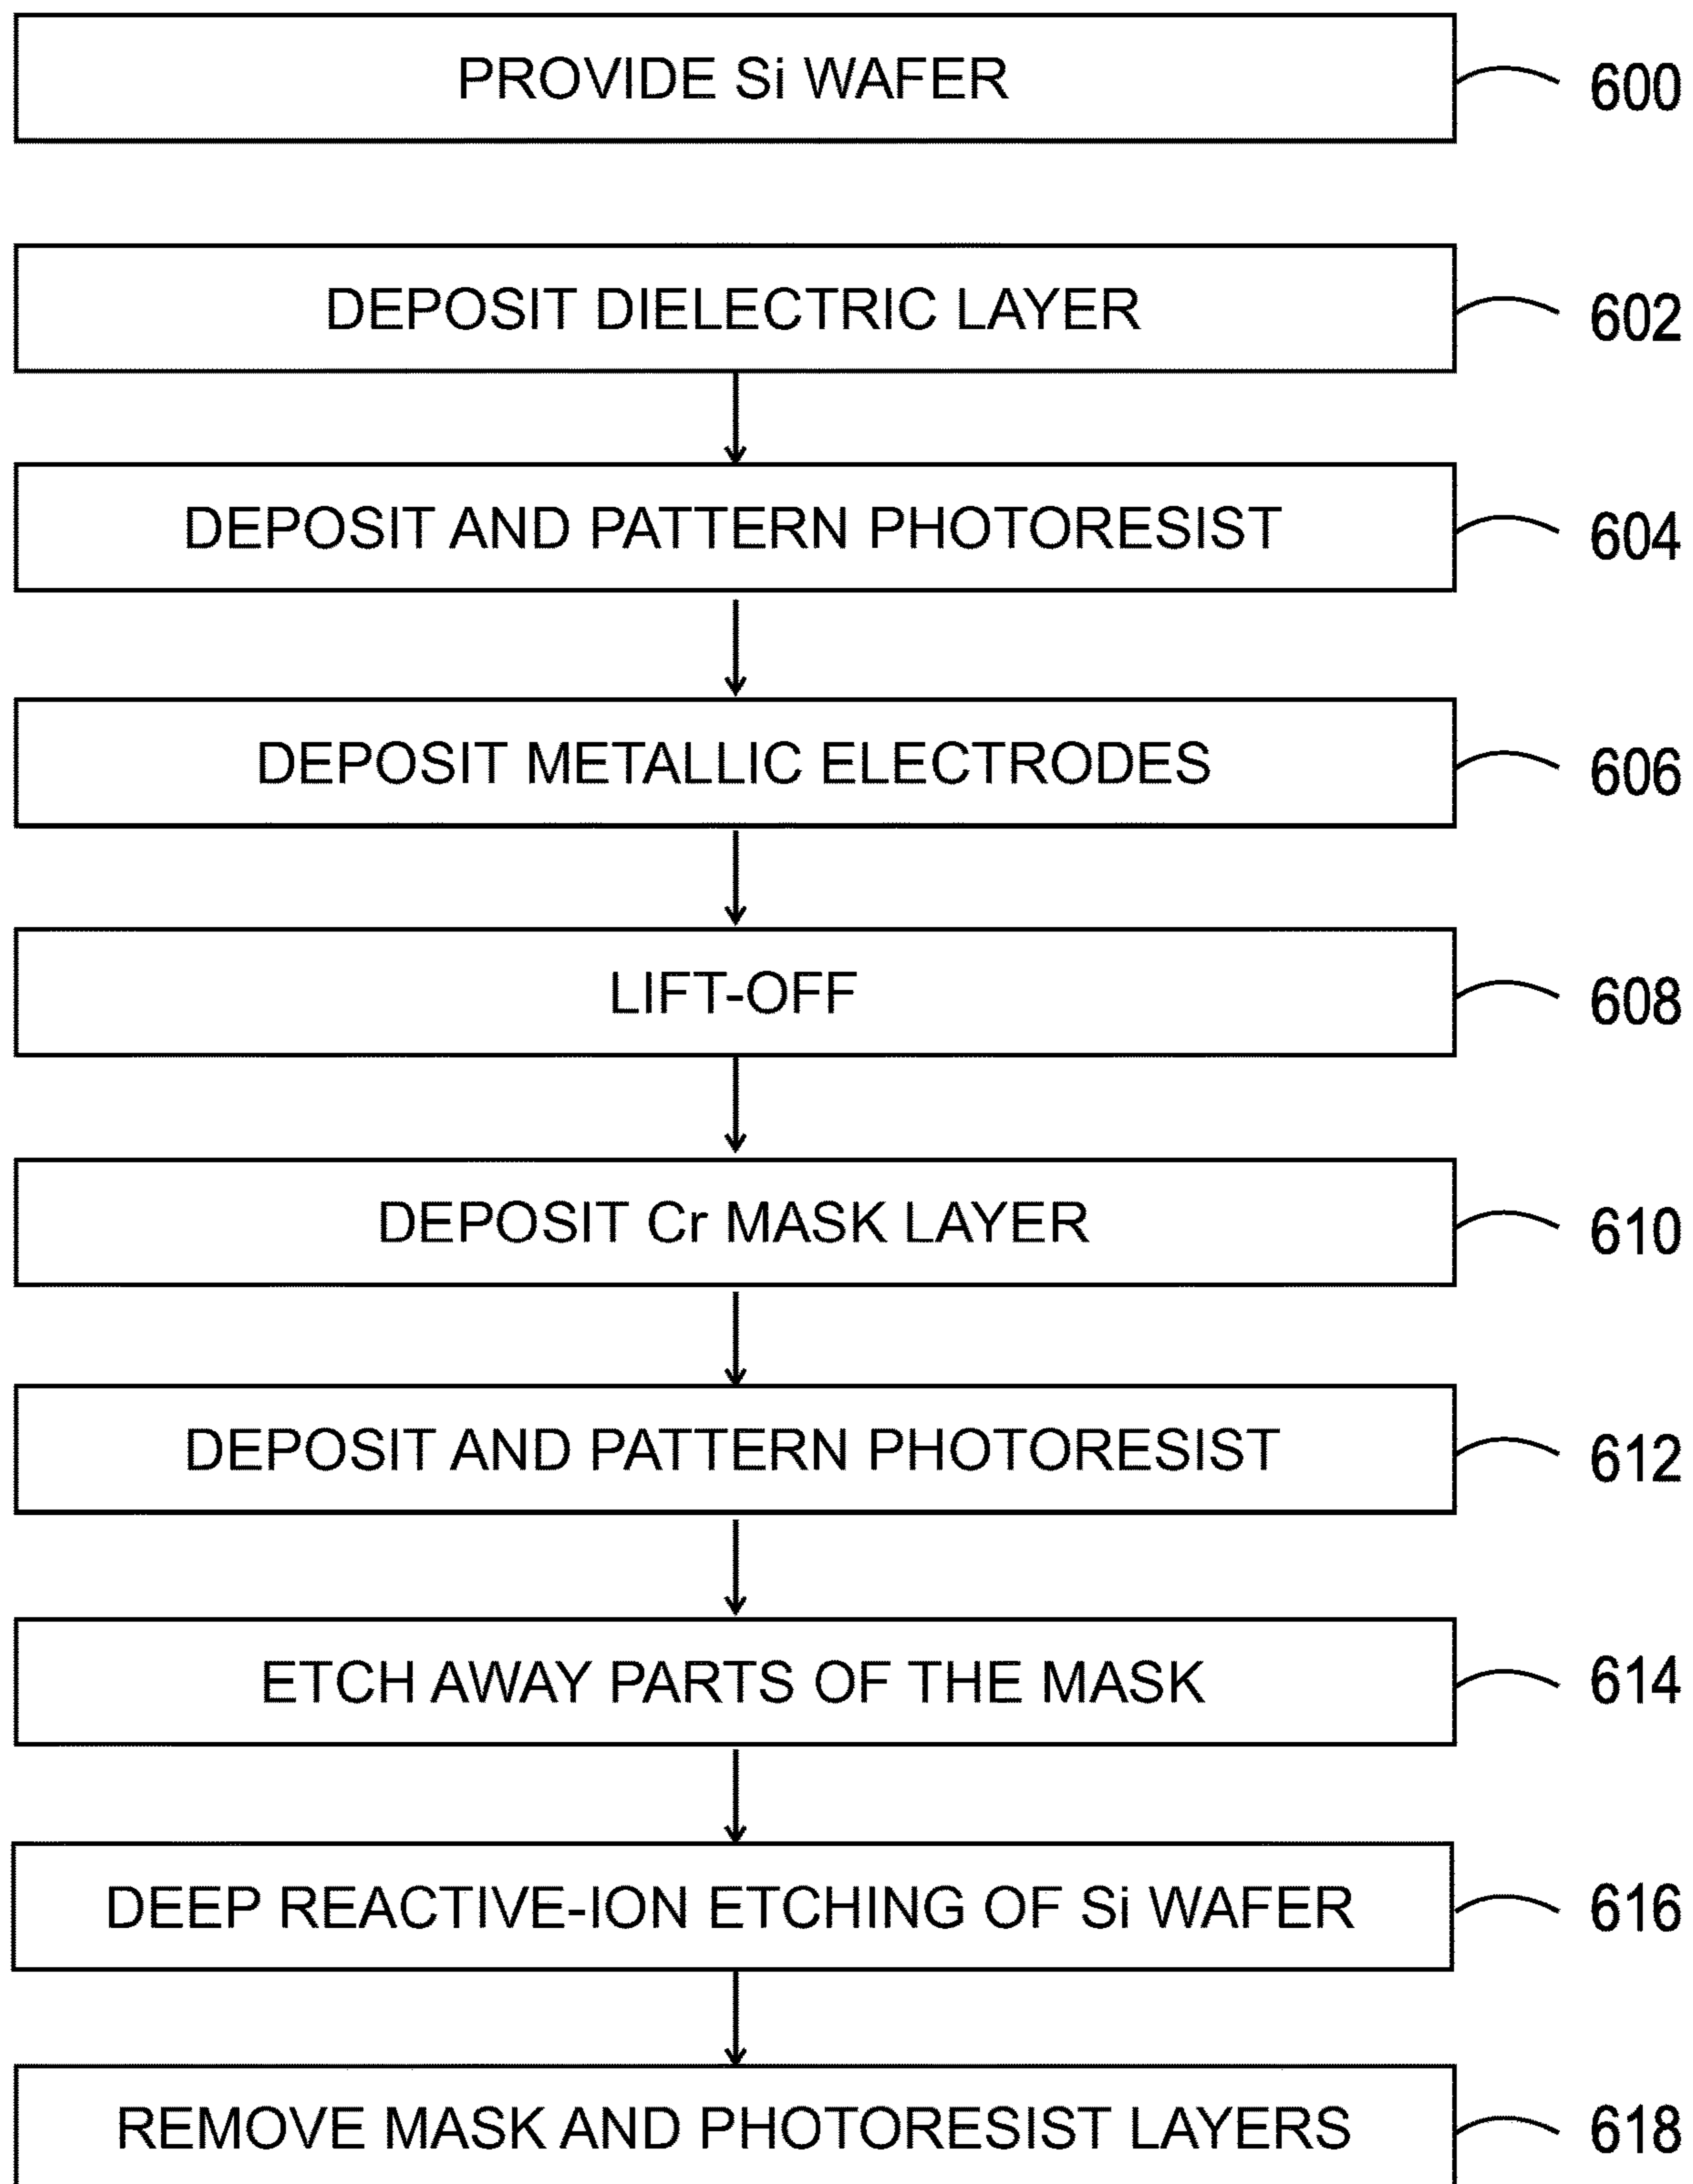 PROVIDE Si WAFER 600
DEPOSIT DIELECTRIC LAYER 602
DEPOSIT AND PATTERN PHOTORESIST 604
DEPOSIT METALLIC ELECTRODES 606
LIFT-OFF 608
DEPOSIT Cr MASK LAYER 610
DEPOSIT AND PATTERN PHOTORESIST 612
ETCH AWAY PARTS OF THE MASK 614
DEEP REACTIVE-ION ETCHING OF Si WAFER 616
REMOVE MASK AND PHOTORESIST LAYERS 618